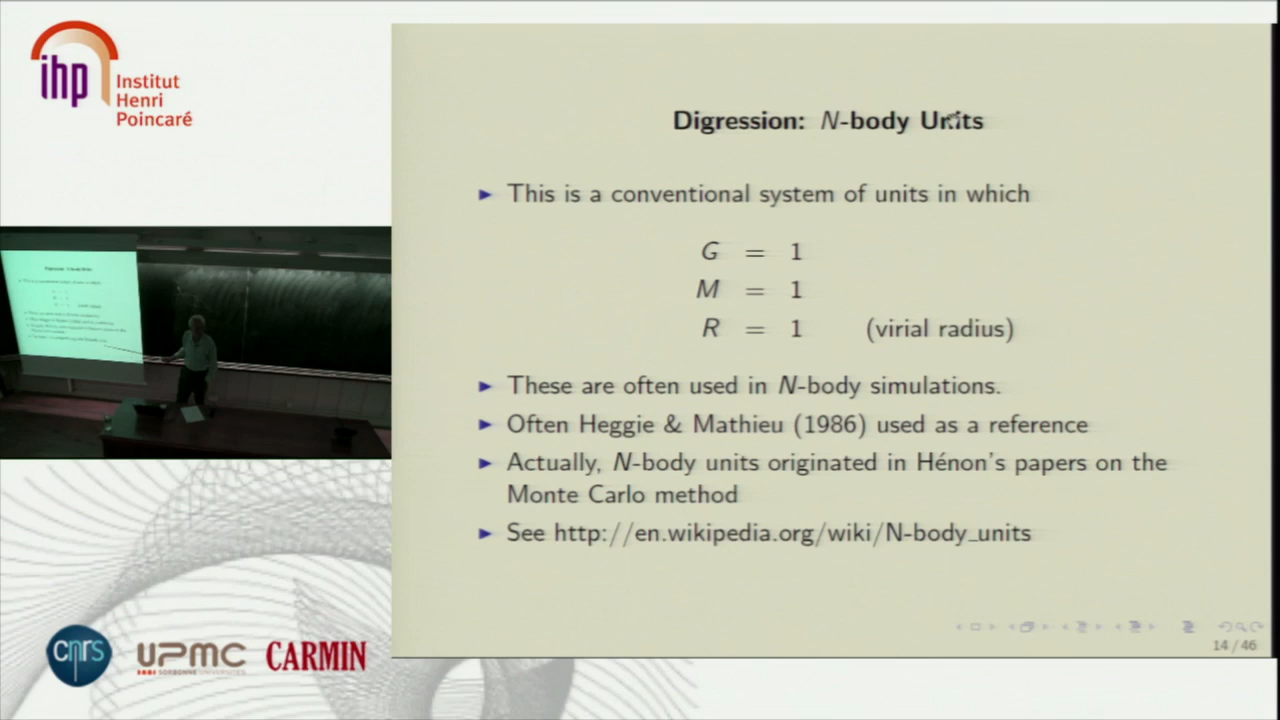 ihp
Institut
Henri
Poincaré
Digression: N-body Units
▶ This is a conventional system of units in which
G = 1
M = 1
R = 1 (virial radius)
▶ These are often used in N-body simulations.
▶ Often Heggie & Mathieu (1986) used as a reference
▶ Actually, N-body units originated in Hénon's papers on the
Monte Carlo method
▶ See http://en.wikipedia.org/wiki/N-body_units
14 / 46
cnrs
UPMC
SORBONNE UNIVERSITÉS
CARMIN